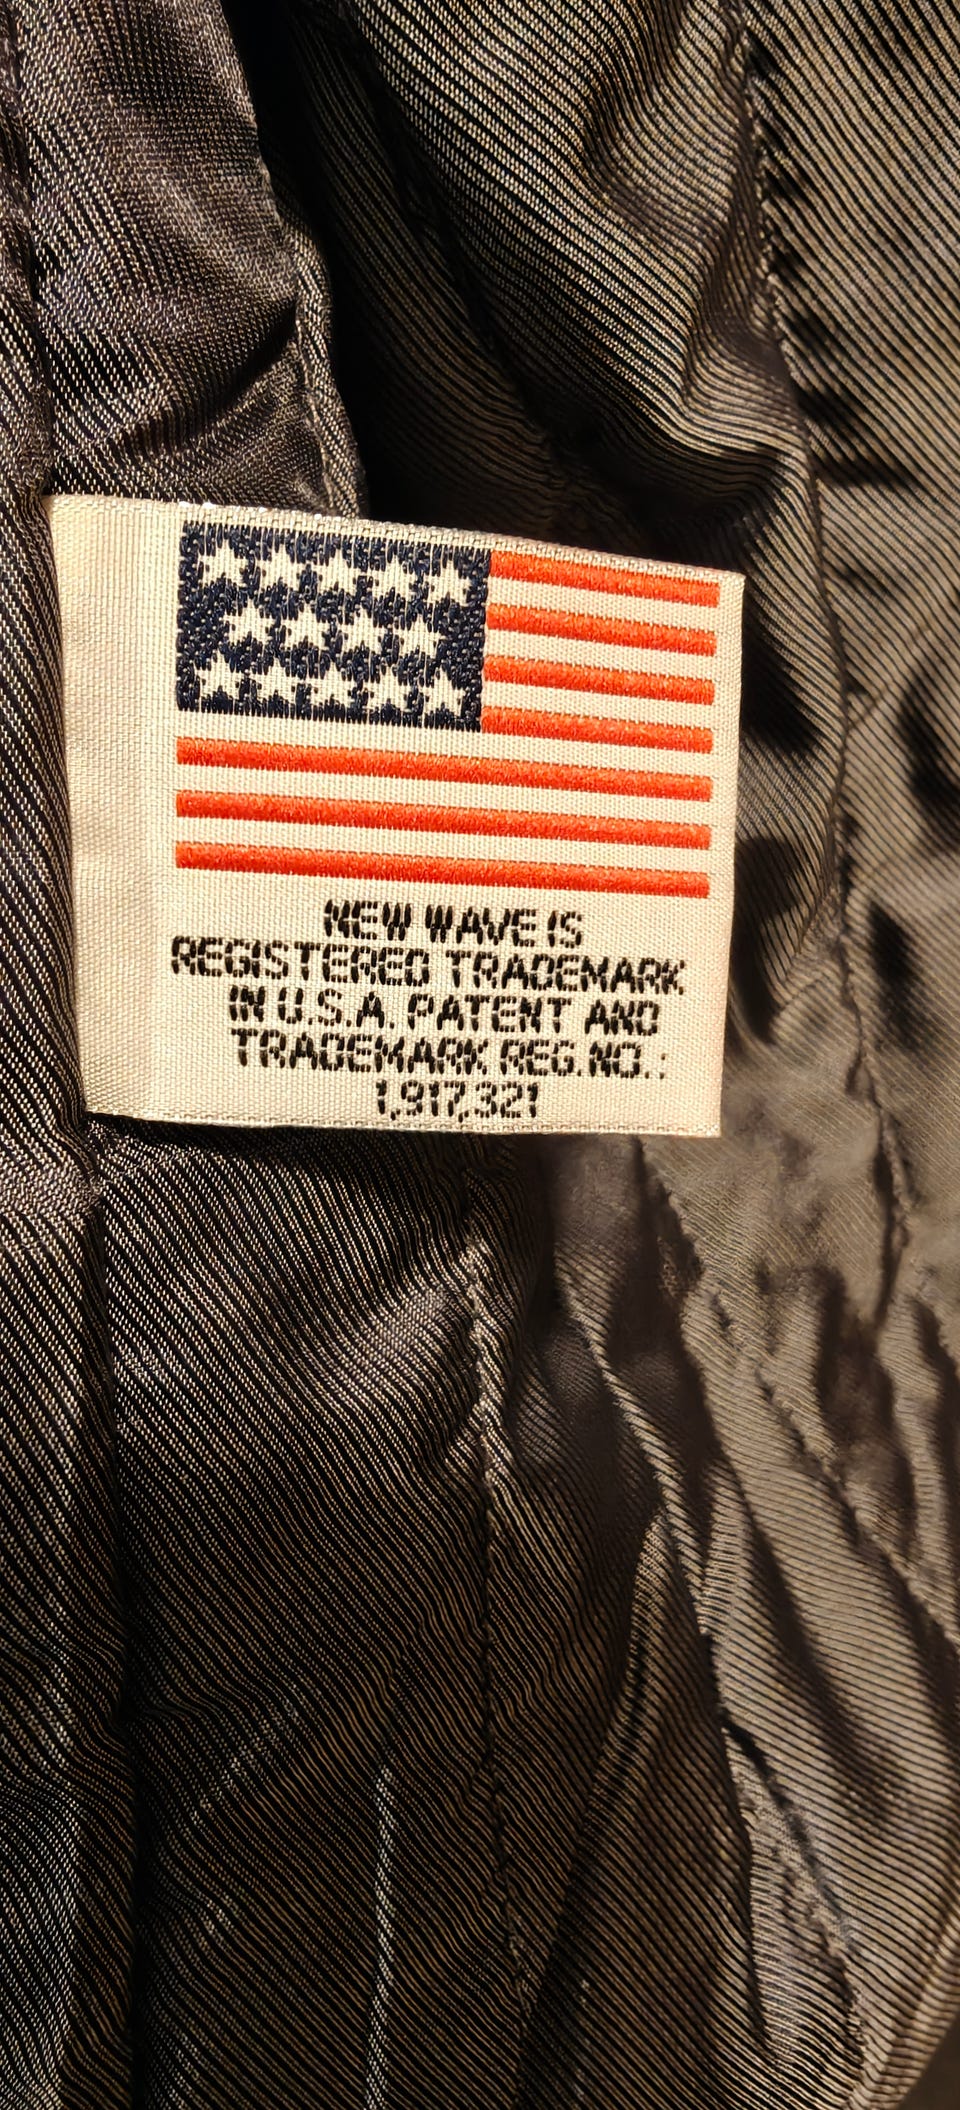 NEW WAVE IS
REGISTERED TRADEMARK
IN U.S.A. PATENT AND
TRADEMARK REG.NO.:
1,917,321